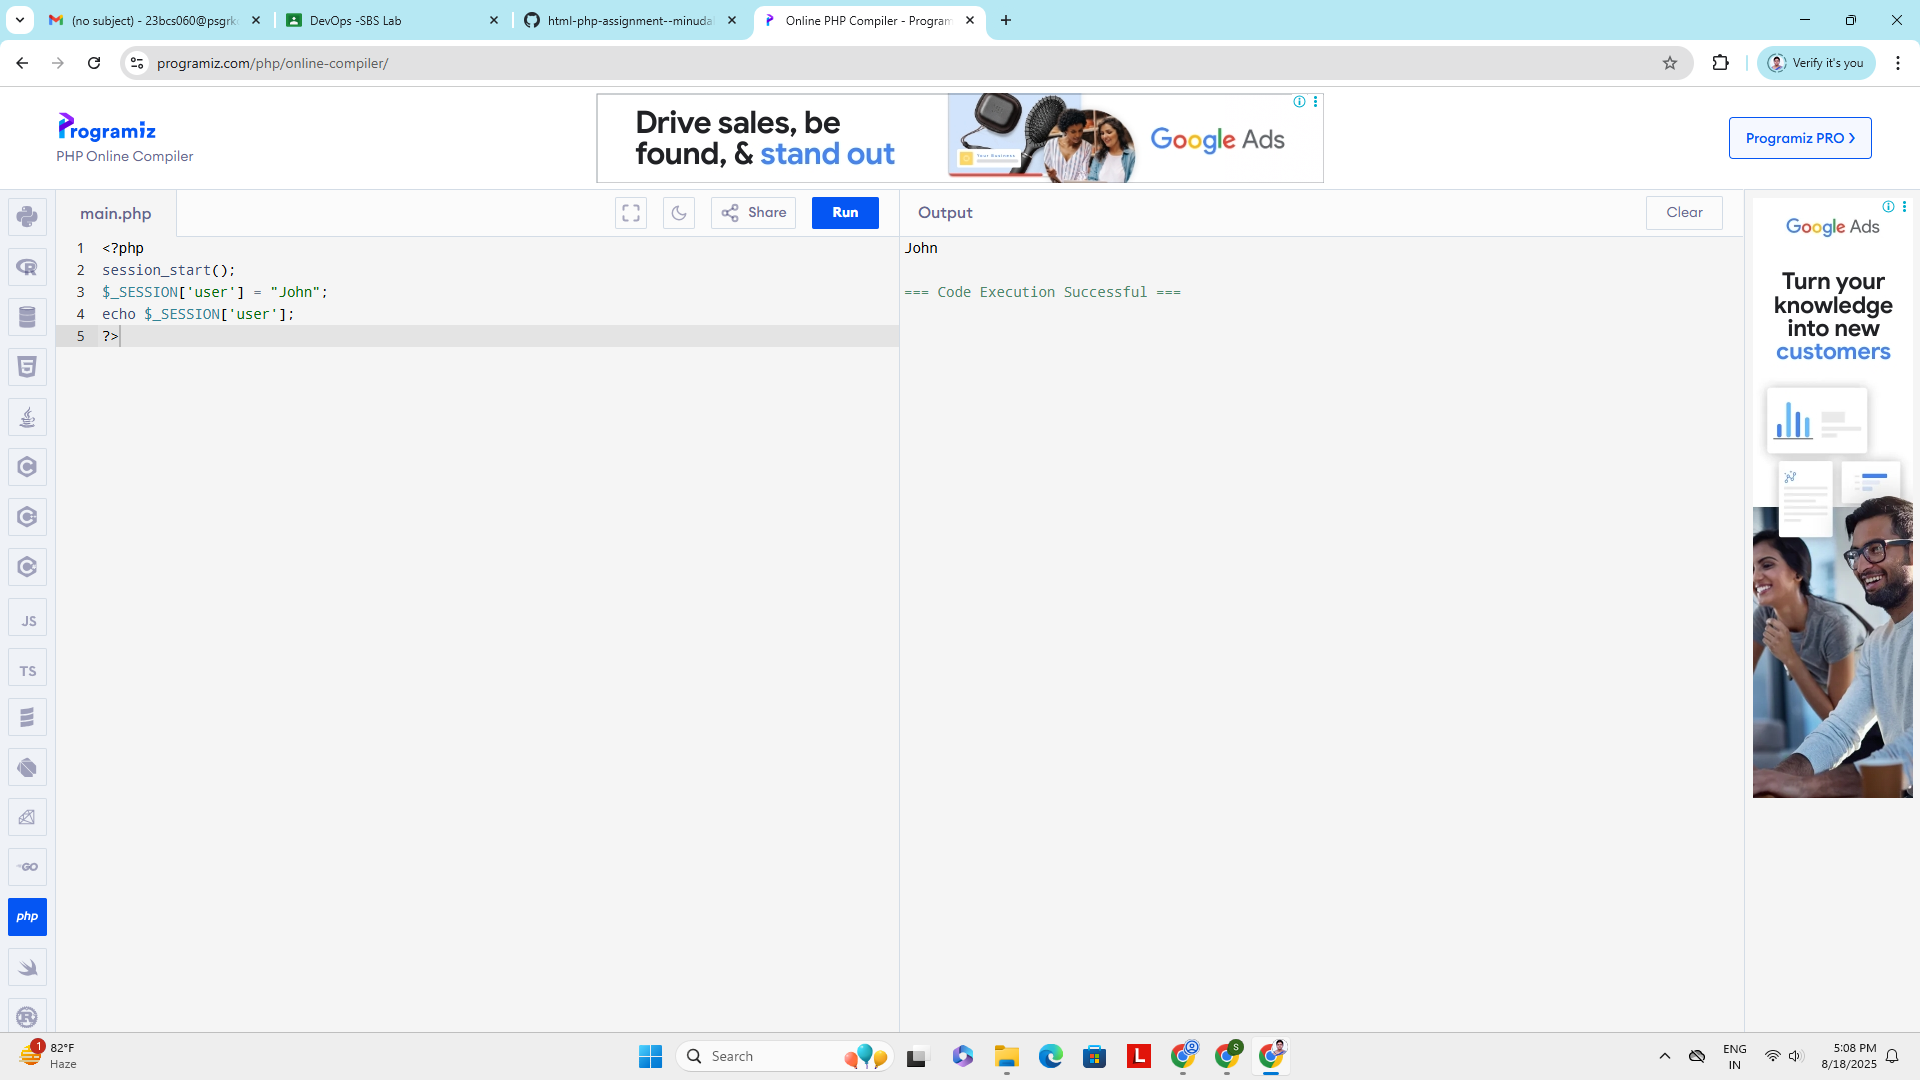 (no subject) - 23bcs060@psgrk
DevOps -SBS Lab
html-php-assignment--minuda
Online PHP Compiler - Program
programiz.com/php/online-compiler/
Verify it's you
Programiz
PHP Online Compiler
Drive sales, be
found, & stand out
Your Business
Google Ads
Programiz PRO
main.php
Share
Run
Output
Clear
1 <?php
2 session_start();
3 $_SESSION['user'] = "John";
4 echo $_SESSION['user'];
5 ?>
John
=== Code Execution Successful ===
Google Ads
Turn your
knowledge
into new
customers
JS
TS
GO
php
1
82°F
Haze
Search
L
S
ENG
IN
5:08 PM
8/18/2025